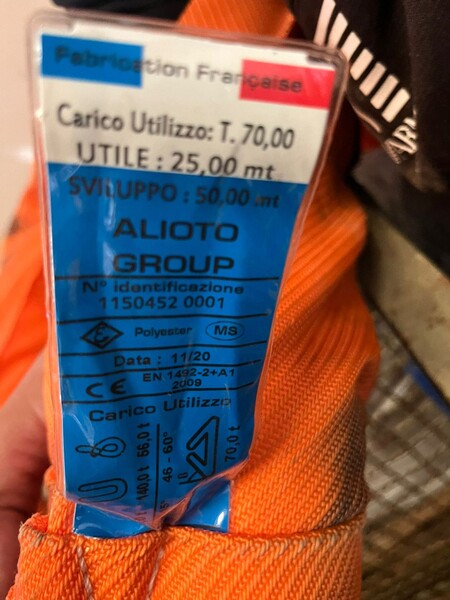 Fabrication Française
Carico Utilizzo: T. 70,00
UTILE : 25,00 mt
SVILUPPO : 50,00 mt
ALIOTO
GROUP
N° identificazione
1150452 0001
Polyester MS
Data : 11/20
CE EN 1492-2+A1
2009
Carico Utilizzo
140,0 t 56,0 t
46 - 60°
70,0 t